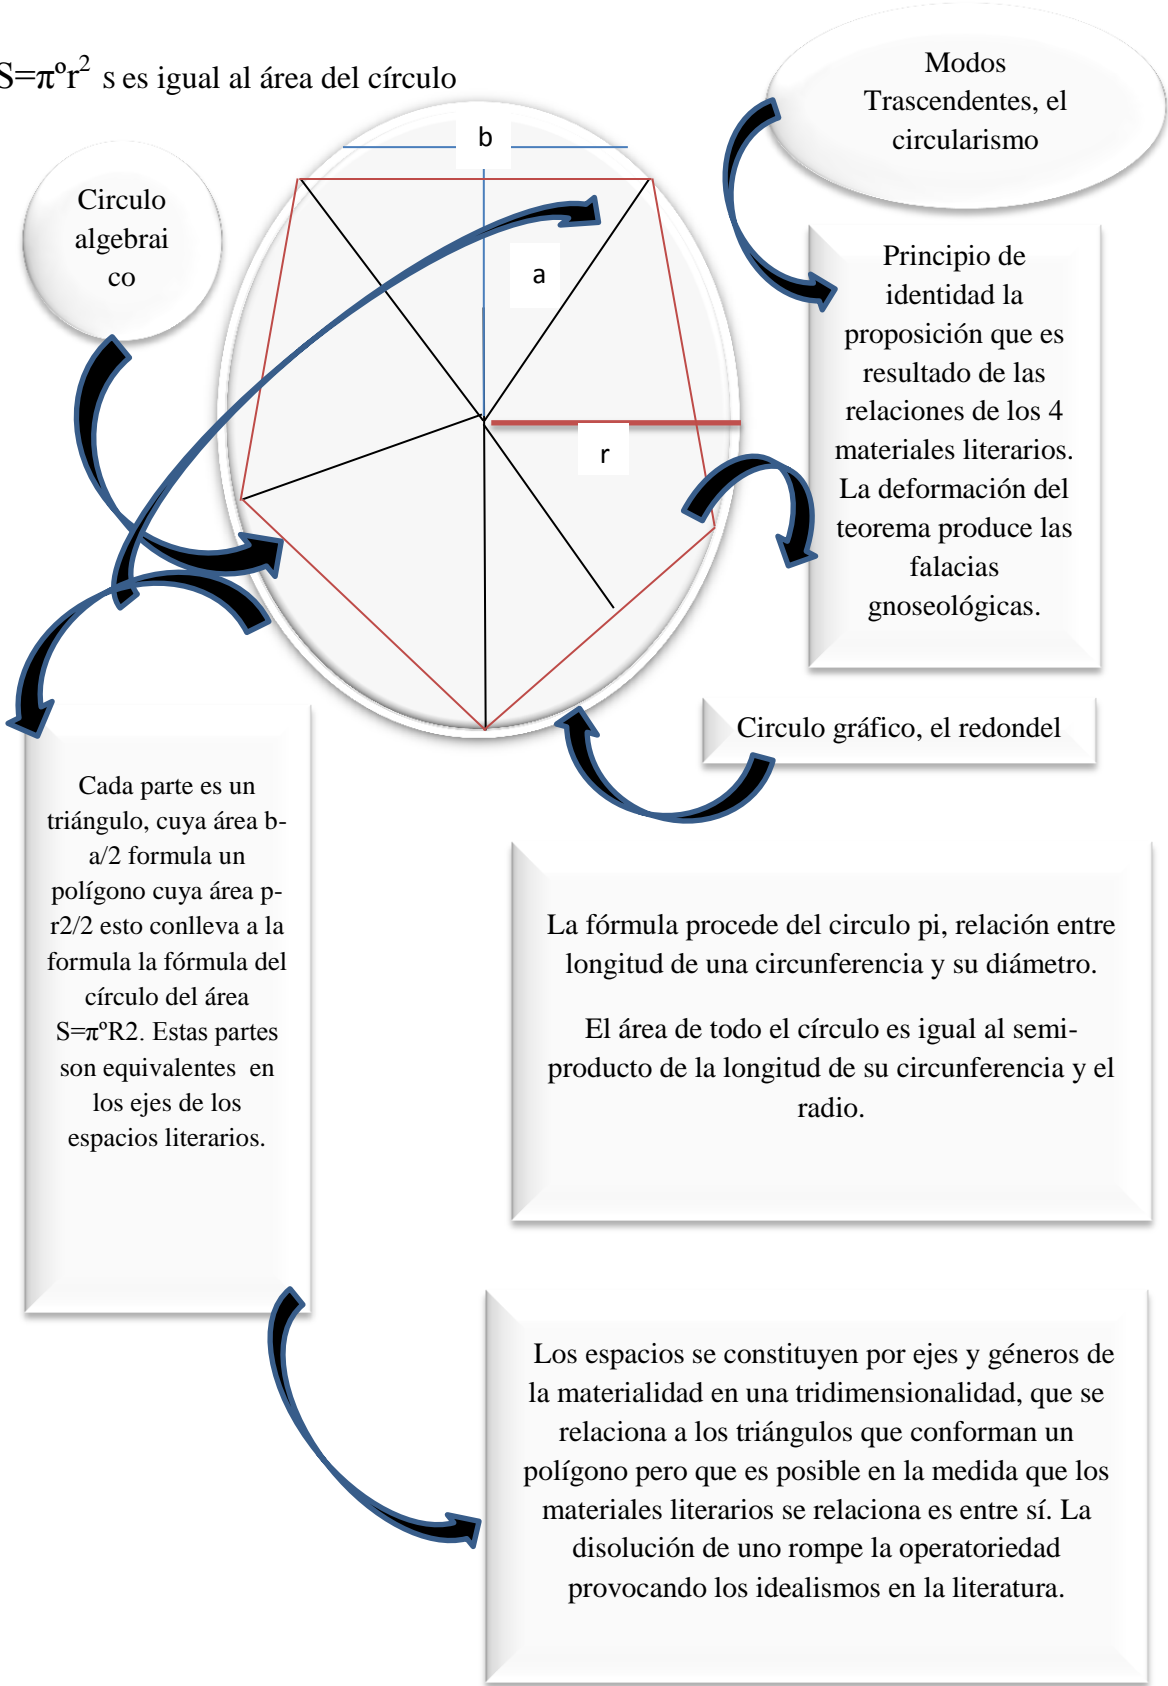 S=πºr² s es igual al área del círculo
Modos
Trascendentes, el
circularismo
b
Circulo
algebrai
co
a
r
Principio de
identidad la
proposición que es
resultado de las
relaciones de los 4
materiales literarios.
La deformación del
teorema produce las
falacias
gnoseológicas.
Circulo gráfico, el redondel
Cada parte es un
triángulo, cuya área b-
a/2 formula un
polígono cuya área p-
r2/2 esto conlleva a la
formula la fórmula del
círculo del área
S=πºR2. Estas partes
son equivalentes en
los ejes de los
espacios literarios.
La fórmula procede del circulo pi, relación entre
longitud de una circunferencia y su diámetro.
El área de todo el círculo es igual al semi-
producto de la longitud de su circunferencia y el
radio.
Los espacios se constituyen por ejes y géneros de
la materialidad en una tridimensionalidad, que se
relaciona a los triángulos que conforman un
polígono pero que es posible en la medida que los
materiales literarios se relaciona es entre sí. La
disolución de uno rompe la operatoriedad
provocando los idealismos en la literatura.